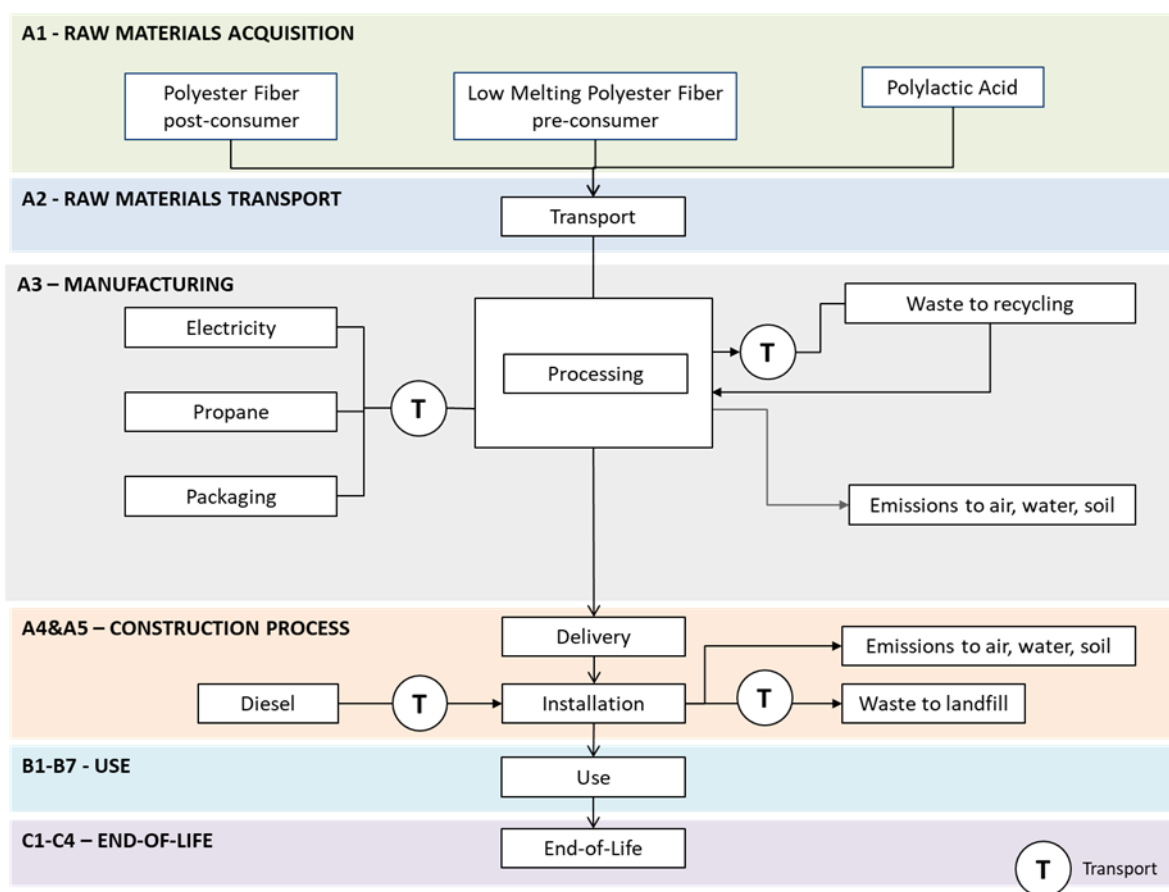 A1 - RAW MATERIALS ACQUISITION
Polyester Fiber
post-consumer
Low Melting Polyester Fiber
pre-consumer
Polylactic Acid
A2 - RAW MATERIALS TRANSPORT
Transport
A3 – MANUFACTURING
Electricity
Propane
Packaging
T
Processing
T
Waste to recycling
Emissions to air, water, soil
A4&A5 – CONSTRUCTION PROCESS
Delivery
Diesel
T
Installation
T
Emissions to air, water, soil
Waste to landfill
B1-B7 - USE
Use
C1-C4 – END-OF-LIFE
End-of-Life
T
Transport